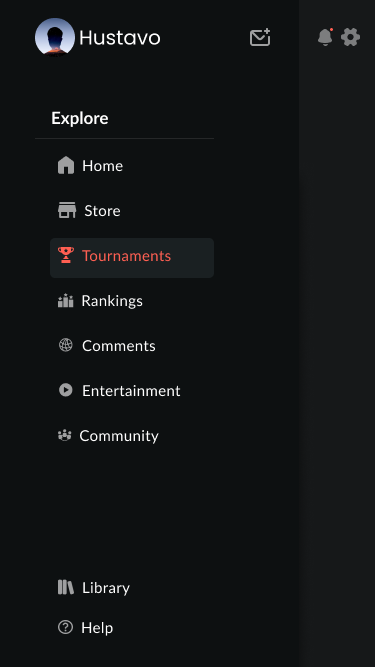 Hustavo
Explore
Home
Store
Tournaments
Rankings
Comments
Entertainment
Community
Library
Help